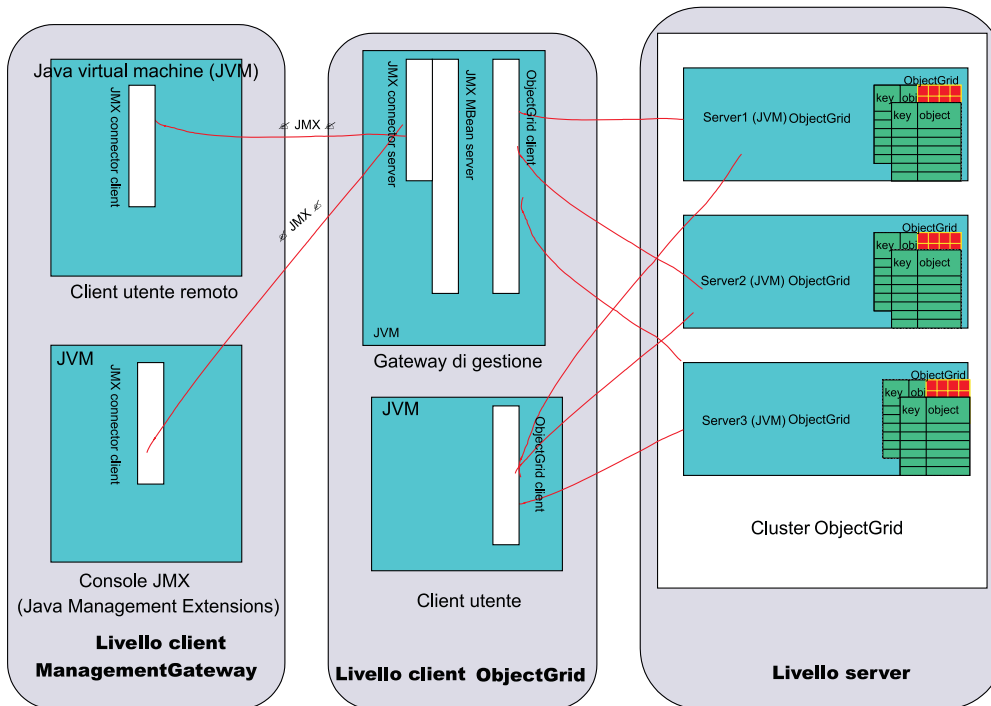 Java virtual machine (JVM)
JMX connector client
Client utente remoto
JVM
JMX connector client
Console JMX
(Java Management Extensions)
Livello client
ManagementGateway
JMX
JMX
JMX connector server
JMX MBean server
ObjectGrid client
JVM
Gateway di gestione
JVM
ObjectGrid client
Client utente
Livello client ObjectGrid
Server1 (JVM) ObjectGrid
ObjectGrid
key obj
key object
Server2 (JVM) ObjectGrid
ObjectGrid
key obj
key object
Server3 (JVM) ObjectGrid
ObjectGrid
key obj
key object
Cluster ObjectGrid
Livello server